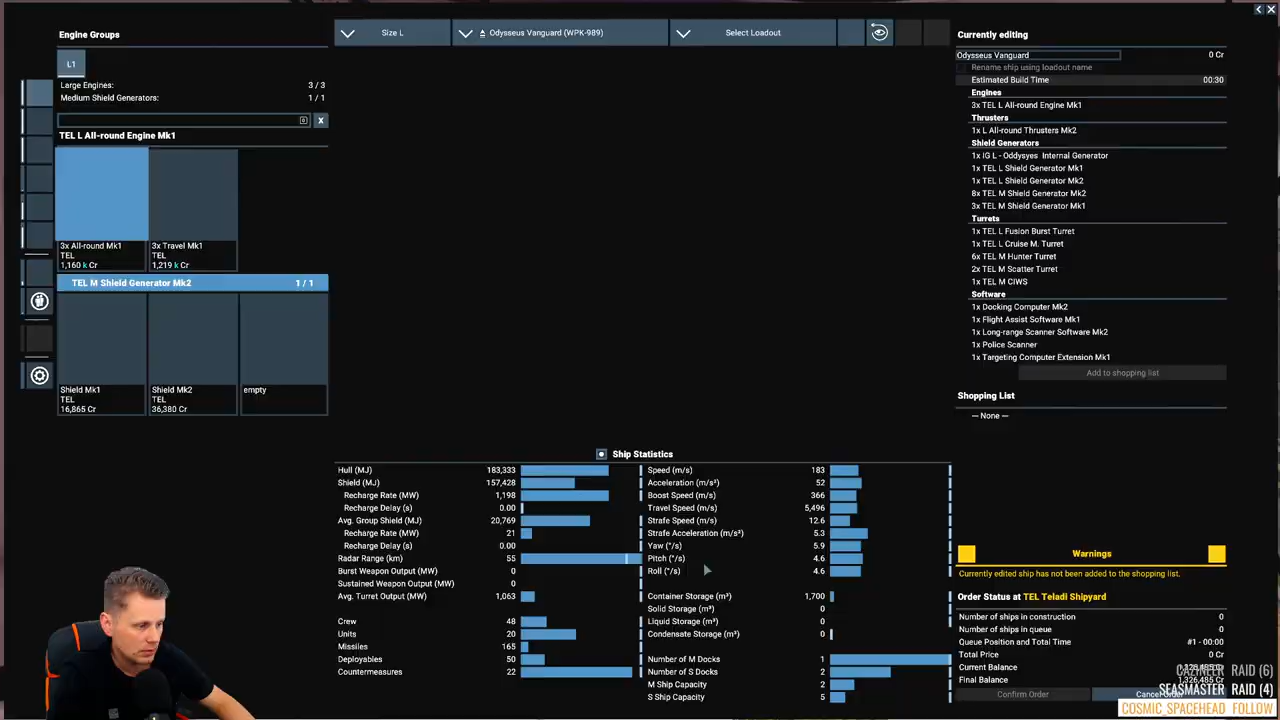 Engine Groups
L1
Large Engines: 3 / 3
Medium Shield Generators: 1 / 1
x
TEL L All-round Engine Mk1
3x All-round Mk1
TEL
1,160 k Cr
3x Travel Mk1
TEL
1,219 k Cr
TEL M Shield Generator Mk2 1 / 1
Shield Mk1
TEL
16,865 Cr
Shield Mk2
TEL
36,380 Cr
empty
Size L
Odysseus Vanguard (WPK-989)
Select Loadout
Ship Statistics
Hull (MJ) 183,333
Shield (MJ) 157,428
Recharge Rate (MW) 1,198
Recharge Delay (s) 0.00
Avg. Group Shield (MJ) 20,769
Recharge Rate (MW) 21
Recharge Delay (s) 0.00
Radar Range (km) 55
Burst Weapon Output (MW) 0
Sustained Weapon Output (MW) 0
Avg. Turret Output (MW) 1,063
Crew 48
Units 20
Missiles 165
Deployables 50
Countermeasures 22
Speed (m/s) 183
Acceleration (m/s²) 52
Boost Speed (m/s) 366
Travel Speed (m/s) 5,496
Strafe Speed (m/s) 12.6
Strafe Acceleration (m/s²) 5.3
Yaw (°/s) 5.9
Pitch (°/s) 4.6
Roll (°/s) 4.6
Container Storage (m³) 1,700
Solid Storage (m³) 0
Liquid Storage (m³) 0
Condensate Storage (m³) 0
Number of M Docks 1
Number of S Docks 2
M Ship Capacity 2
S Ship Capacity 5
Currently editing
Odysseus Vanguard 0 Cr
Rename ship using loadout name
Estimated Build Time 00:30
Engines
3x TEL L All-round Engine Mk1
Thrusters
1x L All-round Thrusters Mk2
Shield Generators
1x IG L - Oddysyes Internal Generator
1x TEL L Shield Generator Mk1
1x TEL L Shield Generator Mk2
8x TEL M Shield Generator Mk2
3x TEL M Shield Generator Mk1
Turrets
1x TEL L Fusion Burst Turret
1x TEL L Cruise M. Turret
6x TEL M Hunter Turret
2x TEL M Scatter Turret
1x TEL M CIWS
Software
1x Docking Computer Mk2
1x Flight Assist Software Mk1
1x Long-range Scanner Software Mk2
1x Police Scanner
1x Targeting Computer Extension Mk1
Add to shopping list
Shopping List
— None —
Warnings
Currently edited ship has not been added to the shopping list.
Order Status at TEL Teladi Shipyard
Number of ships in construction 0
Number of ships in queue 0
Queue Position and Total Time #1 - 00:00
Total Price 0 Cr
Current Balance
Final Balance 1,326,485 Cr
Confirm Order
RAID (6)
SEASMASTER RAID (4)
COSMIC_SPACEHEAD FOLLOW